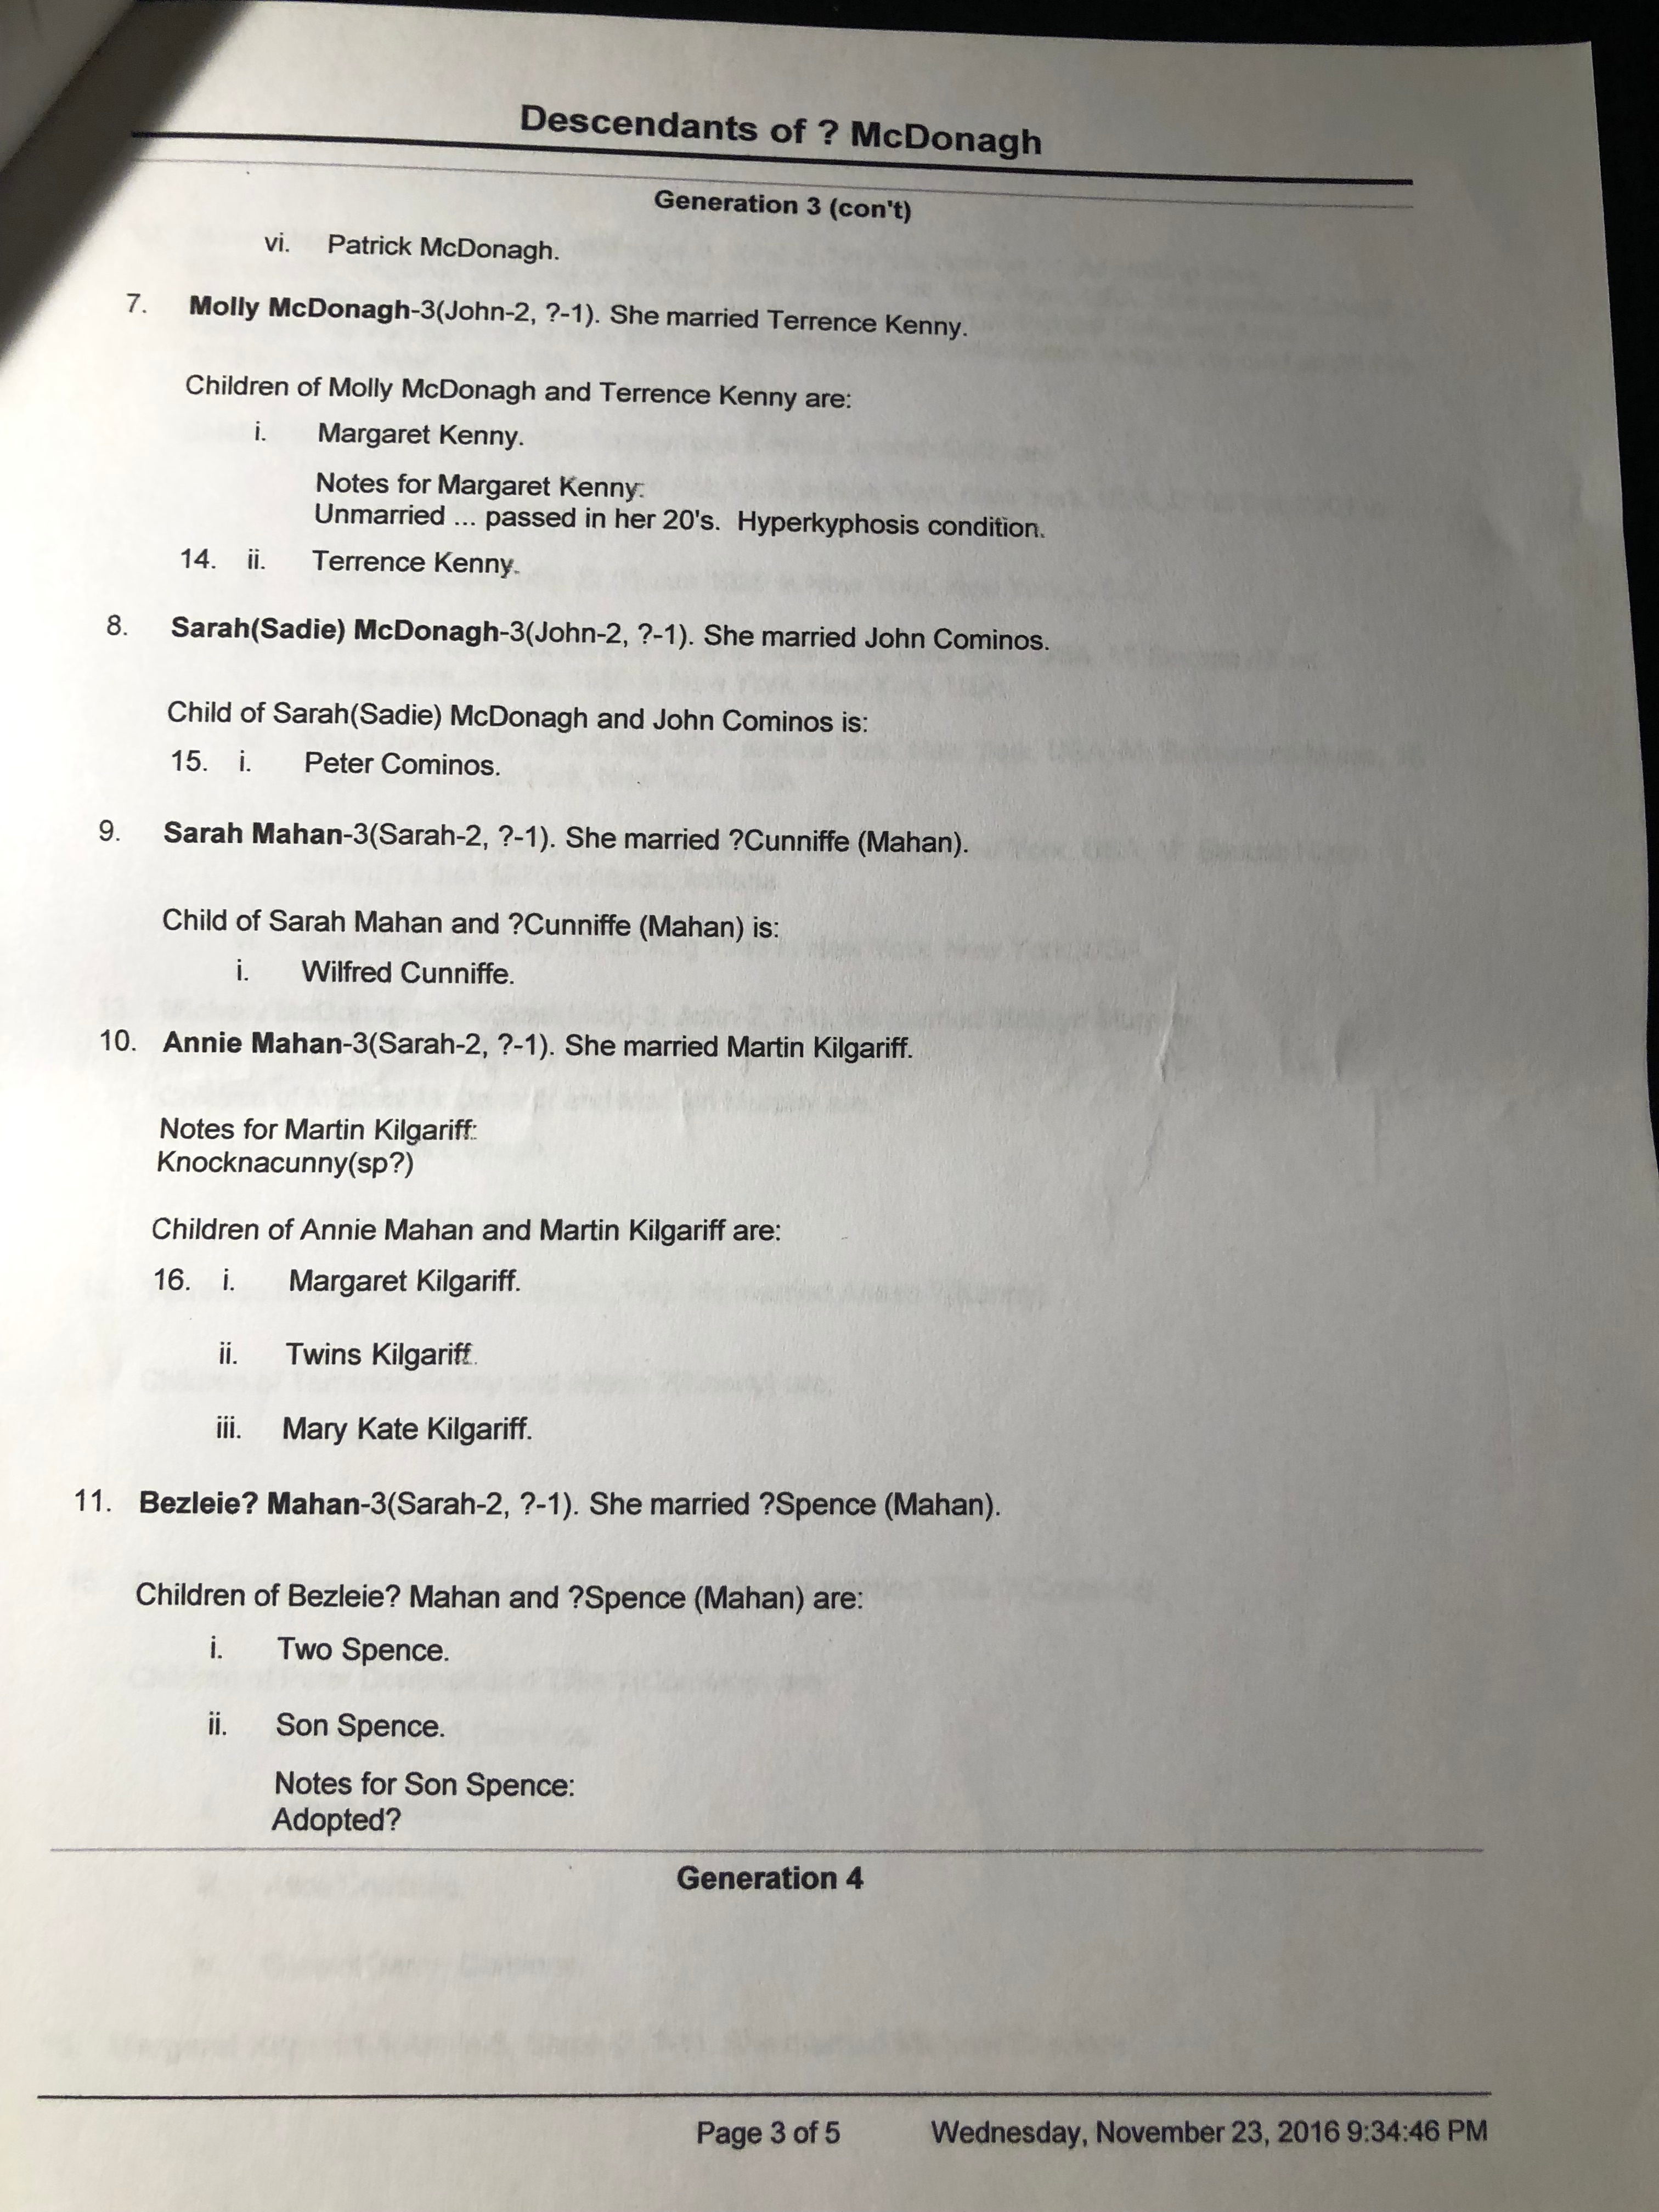 Descendants of ? McDonagh
Generation 3 (con't)
vi. Patrick McDonagh.
7. Molly McDonagh-3(John-2, ?-1). She married Terrence Kenny.
Children of Molly McDonagh and Terrence Kenny are:
i. Margaret Kenny.
Notes for Margaret Kenny:
Unmarried ... passed in her 20's. Hyperkyphosis condition.
14. ii. Terrence Kenny.
8. Sarah(Sadie) McDonagh-3(John-2, ?-1). She married John Cominos.
Child of Sarah(Sadie) McDonagh and John Cominos is:
15. i. Peter Cominos.
9. Sarah Mahan-3(Sarah-2, ?-1). She married ?Cunniffe (Mahan).
Child of Sarah Mahan and ?Cunniffe (Mahan) is:
i. Wilfred Cunniffe.
10. Annie Mahan-3(Sarah-2, ?-1). She married Martin Kilgariff.
Notes for Martin Kilgariff:
Knocknacunny(sp?)
Children of Annie Mahan and Martin Kilgariff are:
16. i. Margaret Kilgariff.
ii. Twins Kilgariff.
iii. Mary Kate Kilgariff.
11. Bezleie? Mahan-3(Sarah-2, ?-1). She married ?Spence (Mahan).
Children of Bezleie? Mahan and ?Spence (Mahan) are:
i. Two Spence.
ii. Son Spence.
Notes for Son Spence:
Adopted?
Generation 4
Page 3 of 5 Wednesday, November 23, 2016 9:34:46 PM